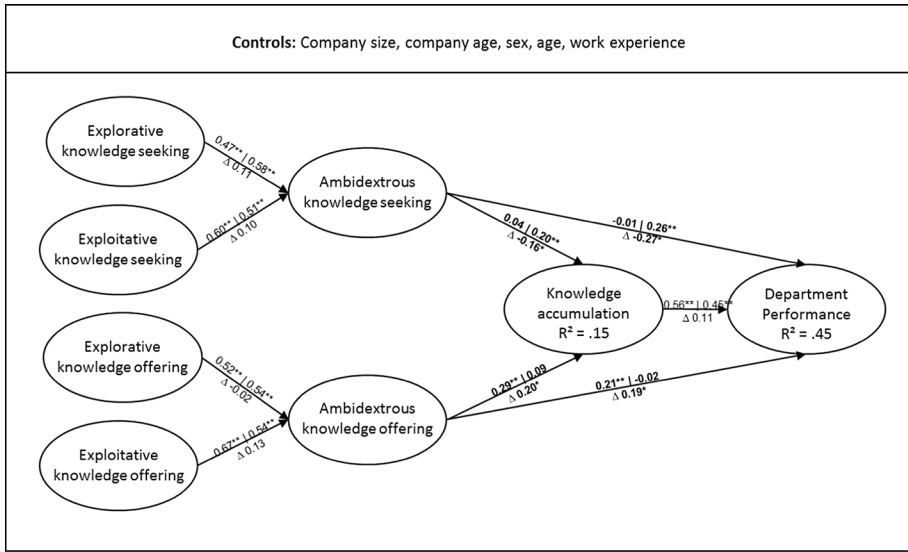 Controls: Company size, company age, sex, age, work experience
Explorative
knowledge seeking
0.47** | 0.58**
Δ 0.11
Exploitative
knowledge seeking
0.60** | 0.51**
Δ 0.10
Ambidextrous
knowledge seeking
0.04 | 0.20**
Δ -0.16*
-0.01 | 0.26**
Δ -0.27*
Knowledge
accumulation
R² = .15
0.56** | 0.46**
Δ 0.11
Department
Performance
R² = .45
Explorative
knowledge offering
0.52** | 0.54**
Δ -0.02
Exploitative
knowledge offering
0.67** | 0.54**
Δ 0.13
Ambidextrous
knowledge offering
0.29** | 0.09
Δ 0.20*
0.21** | -0.02
Δ 0.19*